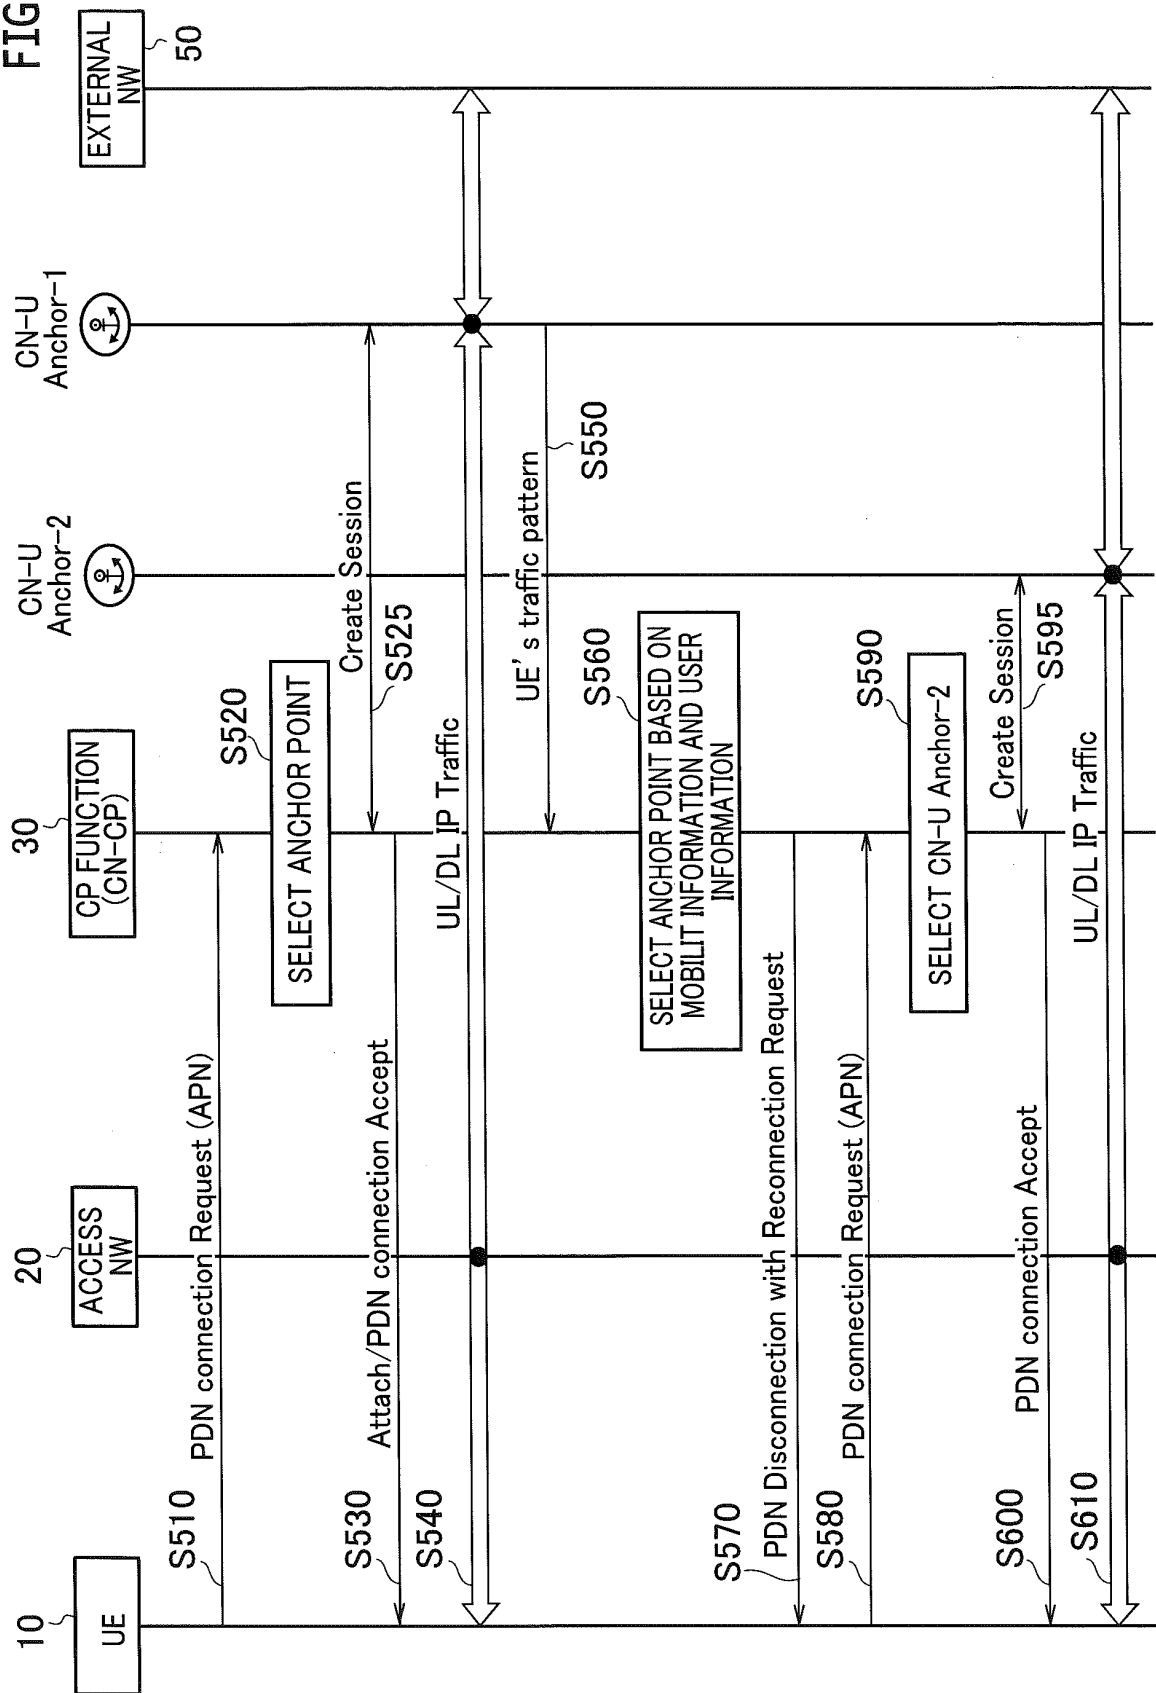 FIG
10
UE
20
ACCESS
NW
30
CP FUNCTION
(CN-CP)
CN-U
Anchor-2
CN-U
Anchor-1
EXTERNAL
NW
50
S510
PDN connection Request (APN)
S520
SELECT ANCHOR POINT
Create Session
S525
S530
Attach/PDN connection Accept
S540
UL/DL IP Traffic
UE's traffic pattern
S550
S560
SELECT ANCHOR POINT BASED ON
MOBILIT INFORMATION AND USER
INFORMATION
S570
PDN Disconnection with Reconnection Request
S580
PDN connection Request (APN)
S590
SELECT CN-U Anchor-2
Create Session
S595
S600
PDN connection Accept
S610
UL/DL IP Traffic